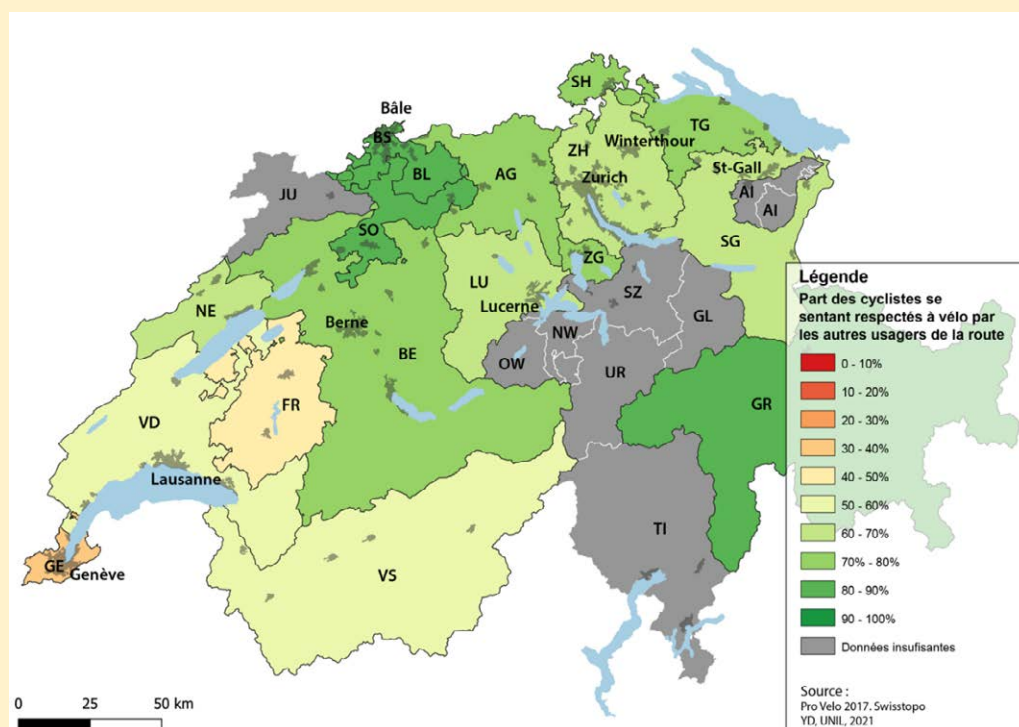 SH
Bâle
BS
TG
Winterthour
ZH
BL
AG
St-Gall
Zurich
JU
AI
AI
SO
SG
ZG
LU
SZ
NE
Lucerne
GL
Berne
NW
BE
OW
UR
FR
GR
VD
Lausanne
TI
GE
Genève
VS
0 25 50 km
Légende
Part des cyclistes se
sentant respectés à vélo par
les autres usagers de la route
0 - 10%
10 - 20%
20 - 30%
30 - 40%
40 - 50%
50 - 60%
60 - 70%
70% - 80%
80 - 90%
90 - 100%
Données insufisantes
Source :
Pro Velo 2017. Swisstopo
YD, UNIL, 2021